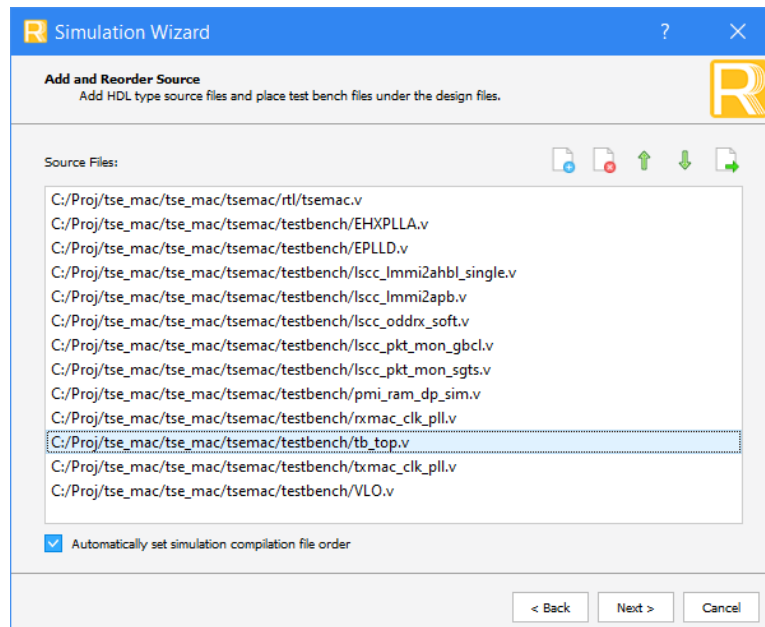 R Simulation Wizard ?
Add and Reorder Source
Add HDL type source files and place test bench files under the design files.
R
Source Files:
C:/Proj/tse_mac/tse_mac/tsemac/rtl/tsemac.v
C:/Proj/tse_mac/tse_mac/tsemac/testbench/EHXPLLA.v
C:/Proj/tse_mac/tse_mac/tsemac/testbench/EPLLD.v
C:/Proj/tse_mac/tse_mac/tsemac/testbench/lscc_lmmi2ahbl_single.v
C:/Proj/tse_mac/tse_mac/tsemac/testbench/lscc_lmmi2apb.v
C:/Proj/tse_mac/tse_mac/tsemac/testbench/lscc_oddrx_soft.v
C:/Proj/tse_mac/tse_mac/tsemac/testbench/lscc_pkt_mon_gbcl.v
C:/Proj/tse_mac/tse_mac/tsemac/testbench/lscc_pkt_mon_sgts.v
C:/Proj/tse_mac/tse_mac/tsemac/testbench/pmi_ram_dp_sim.v
C:/Proj/tse_mac/tse_mac/tsemac/testbench/rxmac_clk_pll.v
C:/Proj/tse_mac/tse_mac/tsemac/testbench/tb_top.v
C:/Proj/tse_mac/tse_mac/tsemac/testbench/txmac_clk_pll.v
C:/Proj/tse_mac/tse_mac/tsemac/testbench/VLO.v
Automatically set simulation compilation file order
< Back Next > Cancel